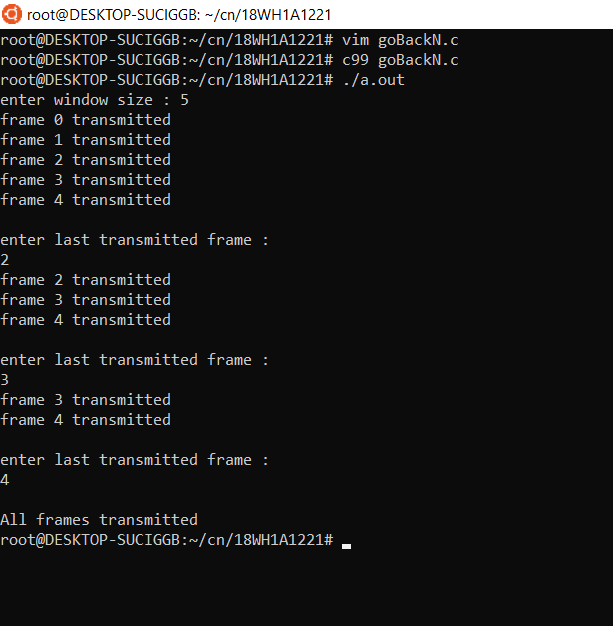 root@DESKTOP-SUCIGGB: ~/cn/18WH1A1221
root@DESKTOP-SUCIGGB:~/cn/18WH1A1221# vim goBackN.c
root@DESKTOP-SUCIGGB:~/cn/18WH1A1221# c99 goBackN.c
root@DESKTOP-SUCIGGB:~/cn/18WH1A1221# ./a.out
enter window size : 5
frame 0 transmitted
frame 1 transmitted
frame 2 transmitted
frame 3 transmitted
frame 4 transmitted
enter last transmitted frame :
2
frame 2 transmitted
frame 3 transmitted
frame 4 transmitted
enter last transmitted frame :
3
frame 3 transmitted
frame 4 transmitted
enter last transmitted frame :
4
All frames transmitted
root@DESKTOP-SUCIGGB:~/cn/18WH1A1221#